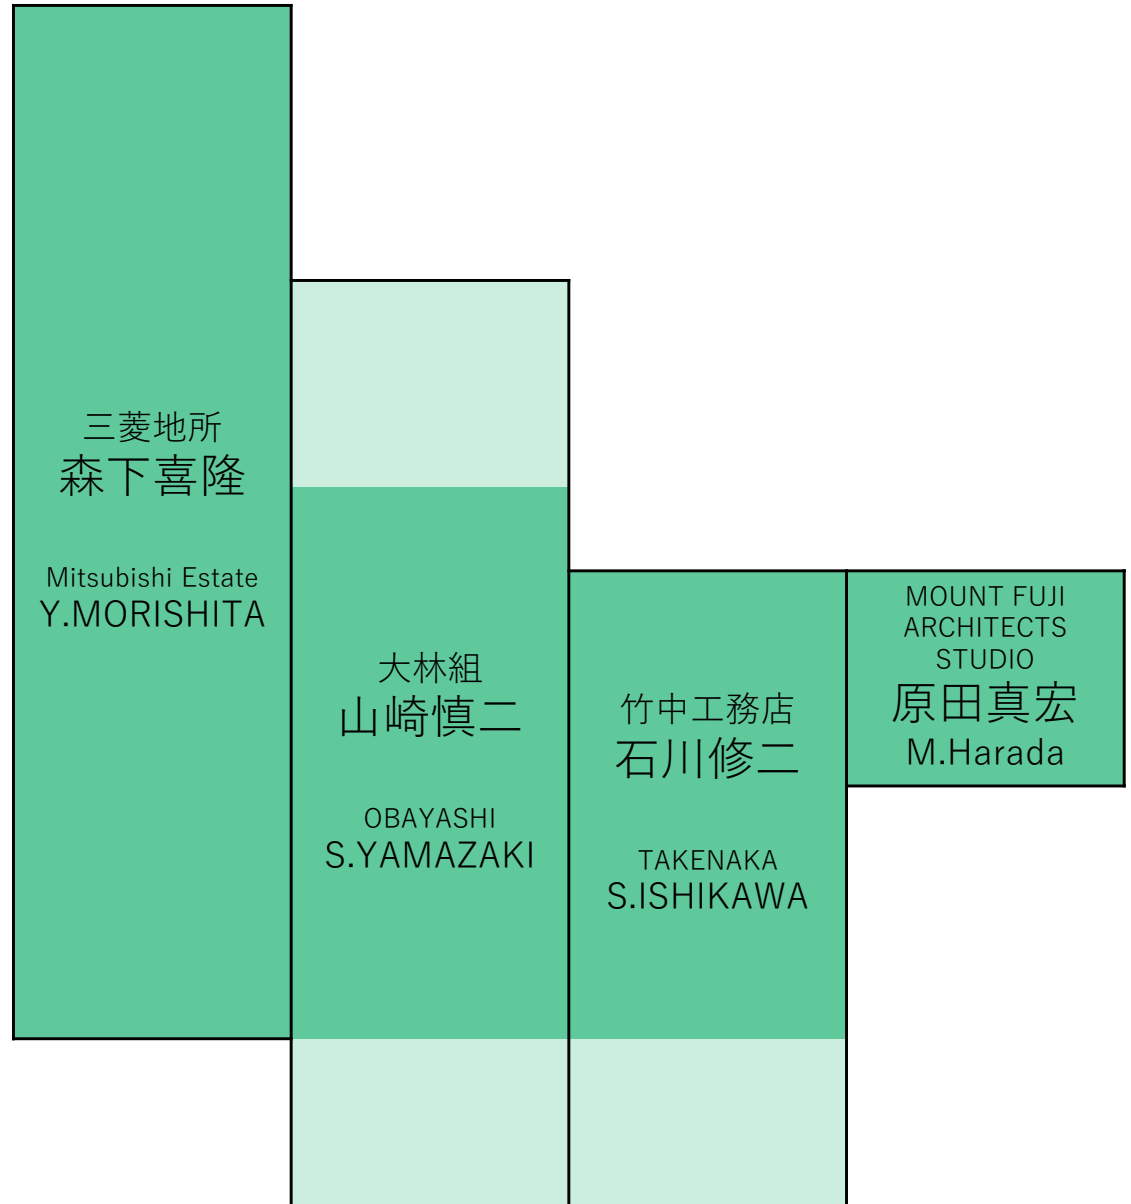 三菱地所
森下喜隆
Mitsubishi Estate
Y.MORISHITA
大林組
山崎慎二
OBAYASHI
S.YAMAZAKI
竹中工務店
石川修二
TAKENAKA
S.ISHIKAWA
MOUNT FUJI
ARCHITECTS
STUDIO
原田真宏
M.Harada